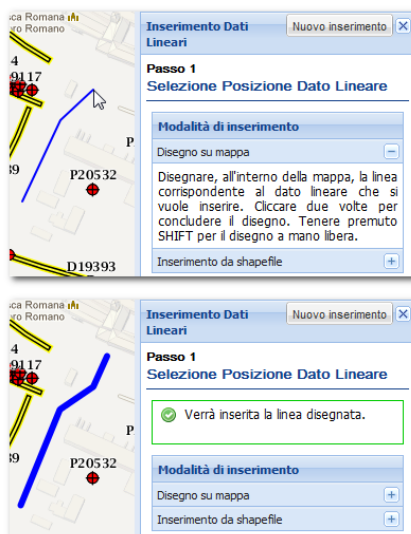 sca Romana
ro Romano
4
9117
P
39
P20532
D19393
Inserimento Dati Lineari
Nuovo inserimento
Passo 1
Selezione Posizione Dato Lineare
Modalità di inserimento
Disegno su mappa
Disegnare, all'interno della mappa, la linea
corrispondente al dato lineare che si
vuole inserire. Cliccare due volte per
concludere il disegno. Tenere premuto
SHIFT per il disegno a mano libera.
Inserimento da shapefile
sca Romana
ro Romano
4
9117
P
39
P20532
Inserimento Dati Lineari
Nuovo inserimento
Passo 1
Selezione Posizione Dato Lineare
Verrà inserita la linea disegnata.
Modalità di inserimento
Disegno su mappa
Inserimento da shapefile